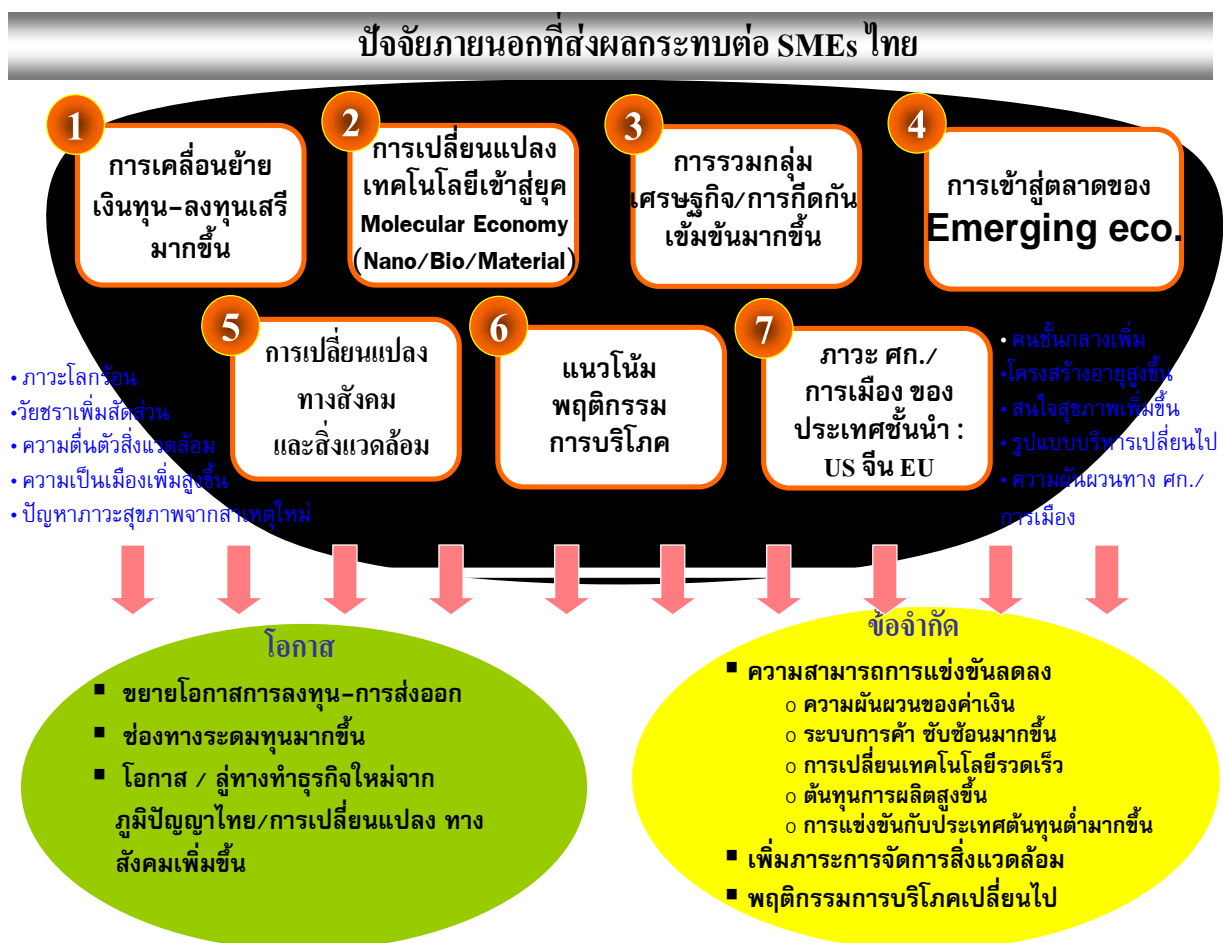 ปัจจัยภายนอกที่ส่งผลกระทบต่อ SMEs ไทย
1
การเคลื่อนย้าย
เงินทุน-ลงทุนเสรี
มากขึ้น
2
การเปลี่ยนแปลง
เทคโนโลยีเข้าสู่ยุค
Molecular Economy
(Nano/Bio/Material)
3
การรวมกลุ่ม
เศรษฐกิจ/การกีดกัน
เข้มข้นมากขึ้น
4
การเข้าสู่ตลาดของ
Emerging eco.
5
การเปลี่ยนแปลง
ทางสังคม
และสิ่งแวดล้อม
6
แนวโน้ม
พฤติกรรม
การบริโภค
7
ภาวะ ศก./
การเมือง ของ
ประเทศชั้นนำ :
US จีน EU
• ภาวะโลกร้อน
•วัยชราเพิ่มสัดส่วน
• ความตื่นตัวสิ่งแวดล้อม
• ความเป็นเมืองเพิ่มสูงขึ้น
• ปัญหาภาวะสุขภาพจากสาเหตุใหม่
• คนชั้นกลางเพิ่ม
•โครงสร้างอายุสูงขึ้น
• สนใจสุขภาพเพิ่มขึ้น
• รูปแบบบริหารเปลี่ยนไป
• ความผันผวนทาง ศก./
การเมือง
โอกาส
▪ ขยายโอกาสการลงทุน-การส่งออก
▪ ช่องทางระดมทุนมากขึ้น
▪ โอกาส / ลู่ทางทำธุรกิจใหม่จาก
ภูมิปัญญาไทย/การเปลี่ยนแปลง ทาง
สังคมเพิ่มขึ้น
ข้อจำกัด
▪ ความสามารถการแข่งขันลดลง
o ความผันผวนของค่าเงิน
o ระบบการค้า ซับซ้อนมากขึ้น
o การเปลี่ยนเทคโนโลยีรวดเร็ว
o ต้นทุนการผลิตสูงขึ้น
o การแข่งขันกับประเทศต้นทุนต่ำมากขึ้น
▪ เพิ่มภาระการจัดการสิ่งแวดล้อม
▪ พฤติกรรมการบริโภคเปลี่ยนไป